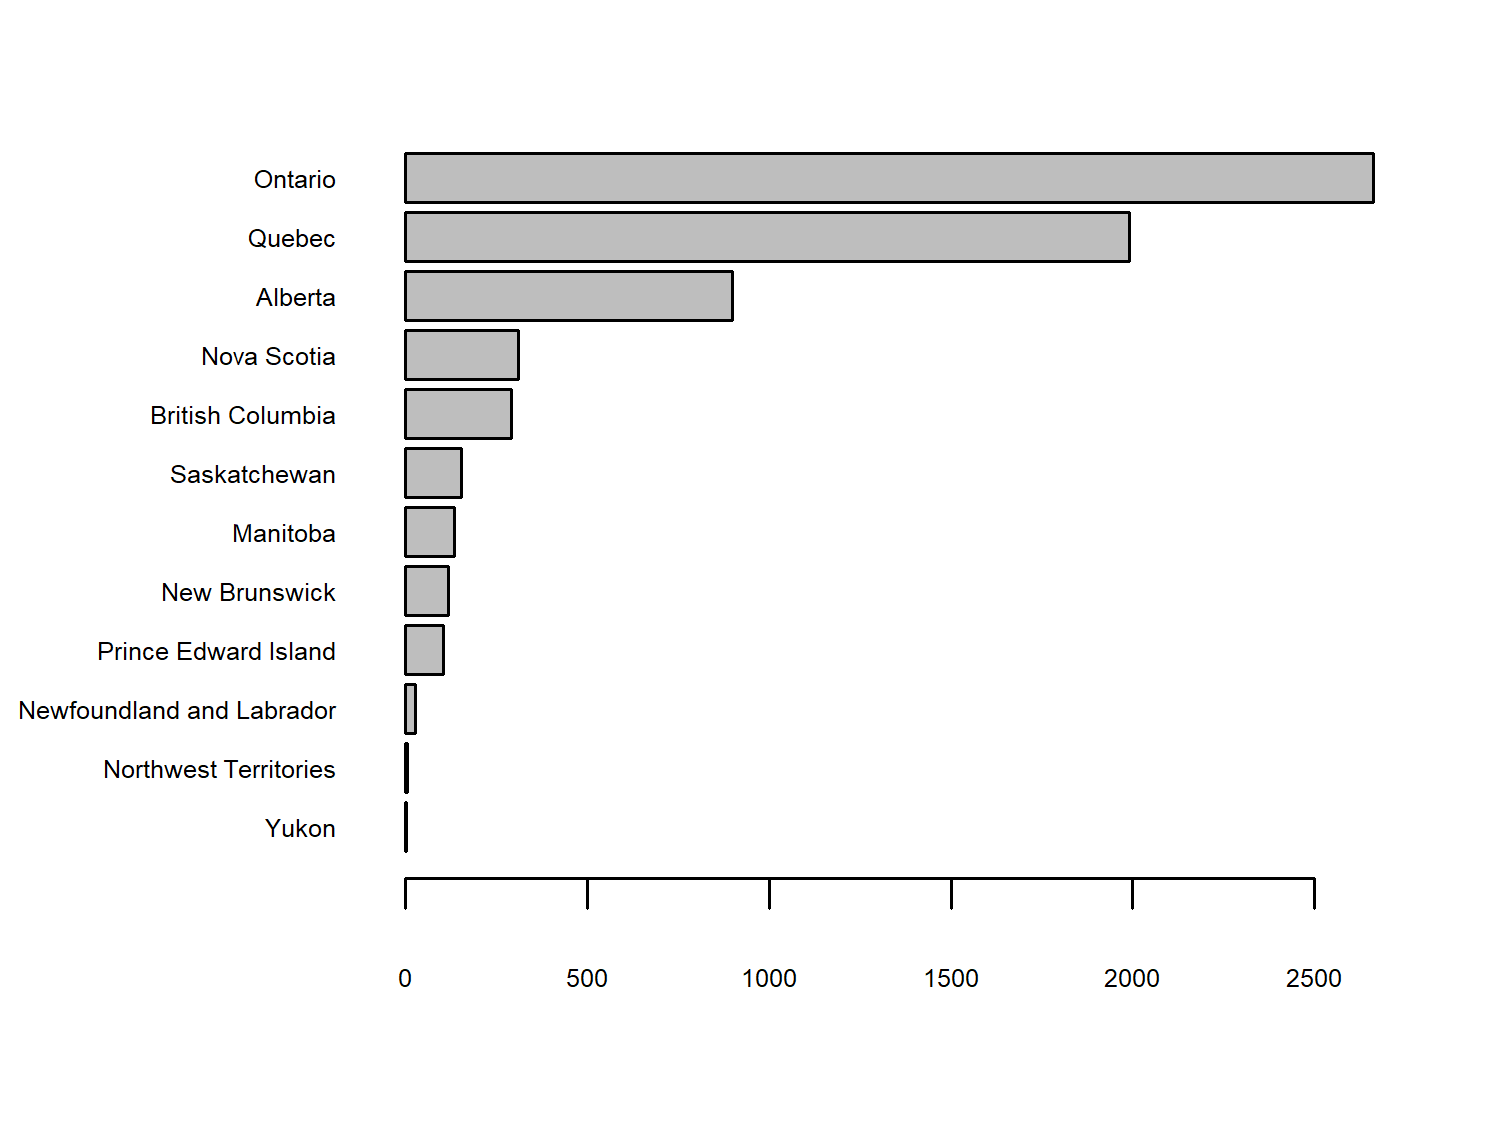 Ontario
Quebec
Alberta
Nova Scotia
British Columbia
Saskatchewan
Manitoba
New Brunswick
Prince Edward Island
Newfoundland and Labrador
Northwest Territories
Yukon
0 500 1000 1500 2000 2500